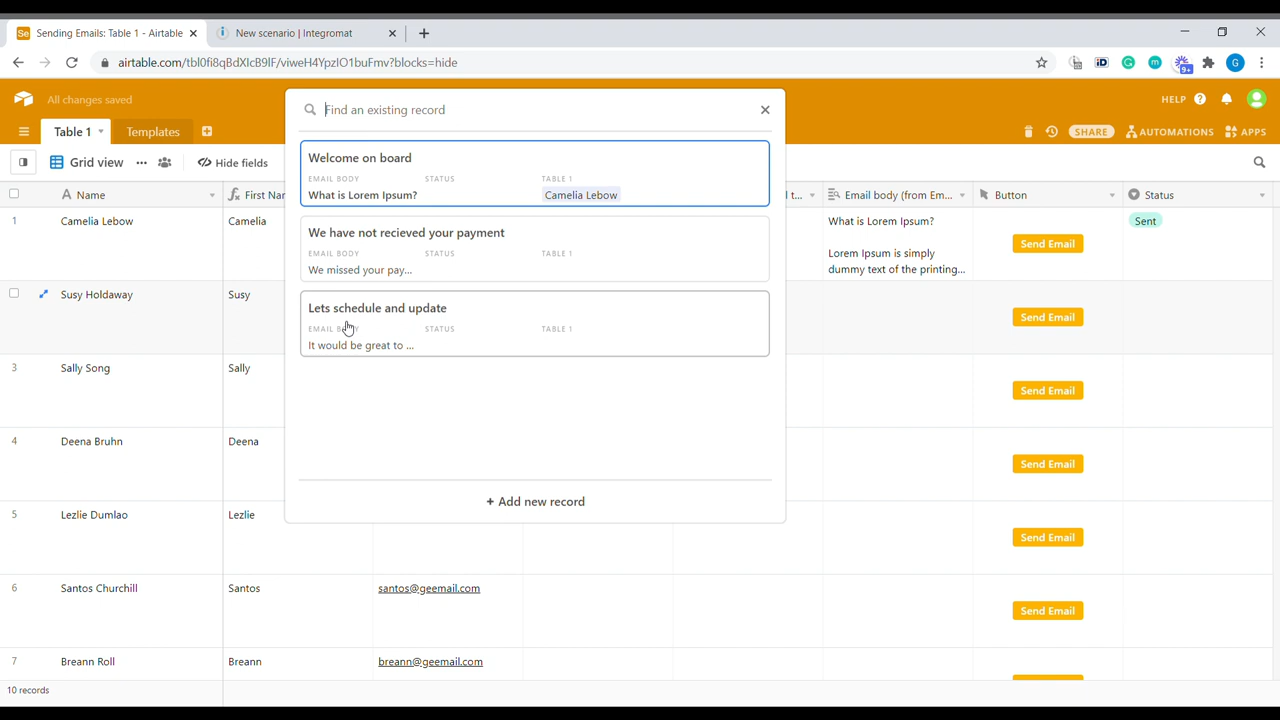 Sending Emails: Table 1 - Airtable
New scenario | Integromat
airtable.com/tbl0fi8qBdXIcB9IF/viweH4YpzIO1buFmv?blocks=hide
9+
G
All changes saved
HELP
Table 1
Templates
SHARE
AUTOMATIONS
APPS
Grid view
Hide fields
Find an existing record
Welcome on board
EMAIL BODY STATUS TABLE 1
What is Lorem Ipsum? Camelia Lebow
We have not recieved your payment
EMAIL BODY STATUS TABLE 1
We missed your pay...
Lets schedule and update
EMAIL BODY STATUS TABLE 1
It would be great to ...
+ Add new record
Name First Nar l t... Email body (from Em... Button Status
1 Camelia Lebow Camelia What is Lorem Ipsum? Sent
Send Email
Lorem Ipsum is simply
dummy text of the printing...
Susy Holdaway Susy Send Email
3 Sally Song Sally Send Email
4 Deena Bruhn Deena Send Email
5 Lezlie Dumlao Lezlie Send Email
6 Santos Churchill Santos santos@geemail.com Send Email
7 Breann Roll Breann breann@geemail.com
10 records